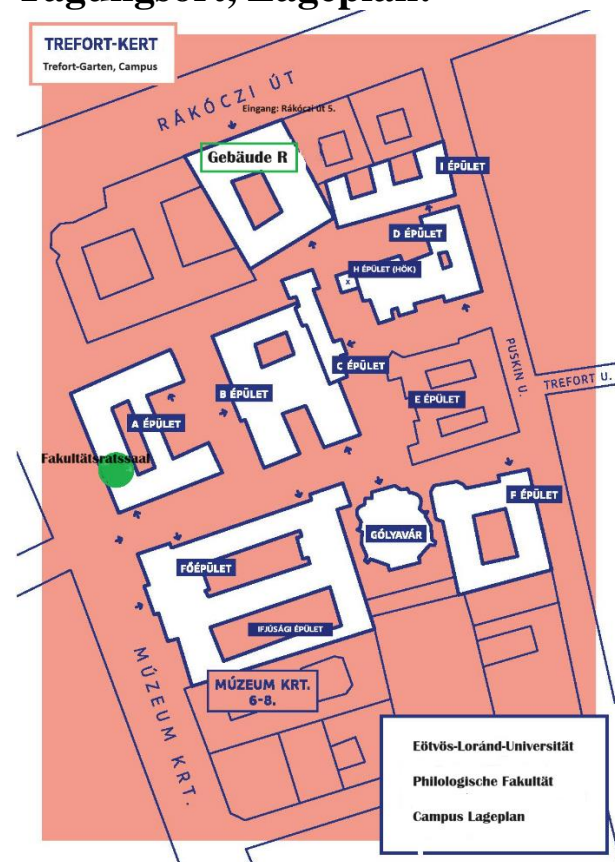 Tagungsort, Lageplan:
TREFORT-KERT
Trefort-Garten, Campus
RÁKÓCZI ÚT
Eingang: Rákóczi út 5.
Gebäude R
I ÉPÜLET
D ÉPÜLET
H ÉPÜLET (HÖK)
x
C ÉPÜLET
PUSKIN U.
TREFORT U.
B ÉPÜLET
E ÉPÜLET
A ÉPÜLET
Fakultätsratssaal
F ÉPÜLET
GÓLYAVÁR
FŐÉPÜLET
IFJÚSÁGI ÉPÜLET
MÚZEUM KRT.
MÚZEUM KRT.
6-8.
Eötvös-Loránd-Universität
Philologische Fakultät
Campus Lageplan